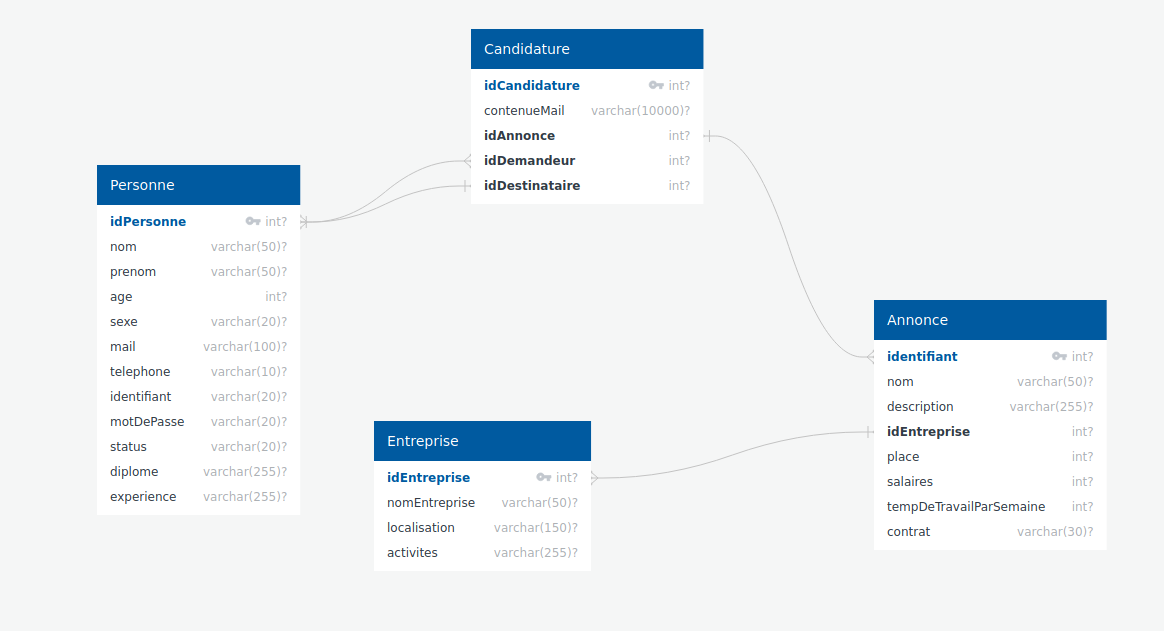 Candidature
idCandidature int?
contenueMail varchar(10000)?
idAnnonce int?
idDemandeur int?
idDestinataire int?
Personne
idPersonne int?
nom varchar(50)?
prenom varchar(50)?
age int?
sexe varchar(20)?
mail varchar(100)?
telephone varchar(10)?
identifiant varchar(20)?
motDePasse varchar(20)?
status varchar(20)?
diplome varchar(255)?
experience varchar(255)?
Annonce
identifiant int?
nom varchar(50)?
description varchar(255)?
idEntreprise int?
place int?
salaires int?
tempDeTravailParSemaine int?
contrat varchar(30)?
Entreprise
idEntreprise int?
nomEntreprise varchar(50)?
localisation varchar(150)?
activites varchar(255)?